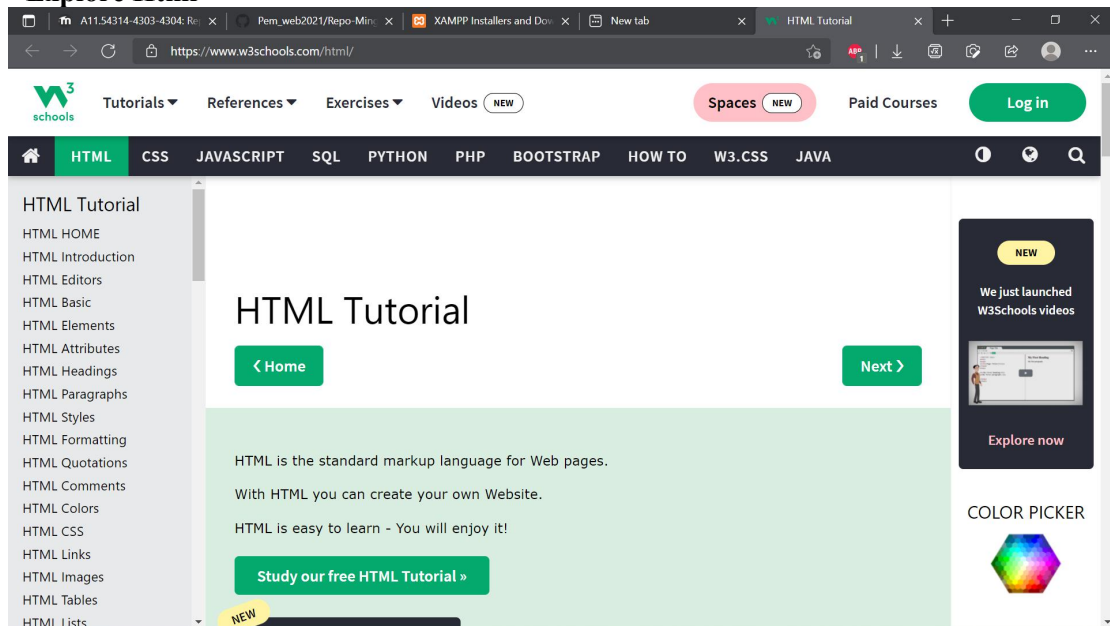 Explore Html
A11.54314-4303-4304: Re
Pem_web2021/Repo-Ming
XAMPP Installers and Dow
New tab
HTML Tutorial
https://www.w3schools.com/html/
ABP
1
3
schools
Tutorials
References
Exercises
Videos NEW
Spaces NEW
Paid Courses
Log in
HTML
CSS
JAVASCRIPT
SQL
PYTHON
PHP
BOOTSTRAP
HOW TO
W3.CSS
JAVA
HTML Tutorial
HTML HOME
HTML Introduction
HTML Editors
HTML Basic
HTML Elements
HTML Attributes
HTML Headings
HTML Paragraphs
HTML Styles
HTML Formatting
HTML Quotations
HTML Comments
HTML Colors
HTML CSS
HTML Links
HTML Images
HTML Tables
HTML Lists
HTML Tutorial
❮ Home
Next ❯
HTML is the standard markup language for Web pages.
With HTML you can create your own Website.
HTML is easy to learn - You will enjoy it!
Study our free HTML Tutorial »
NEW
NEW
We just launched
W3Schools videos
Explore now
COLOR PICKER